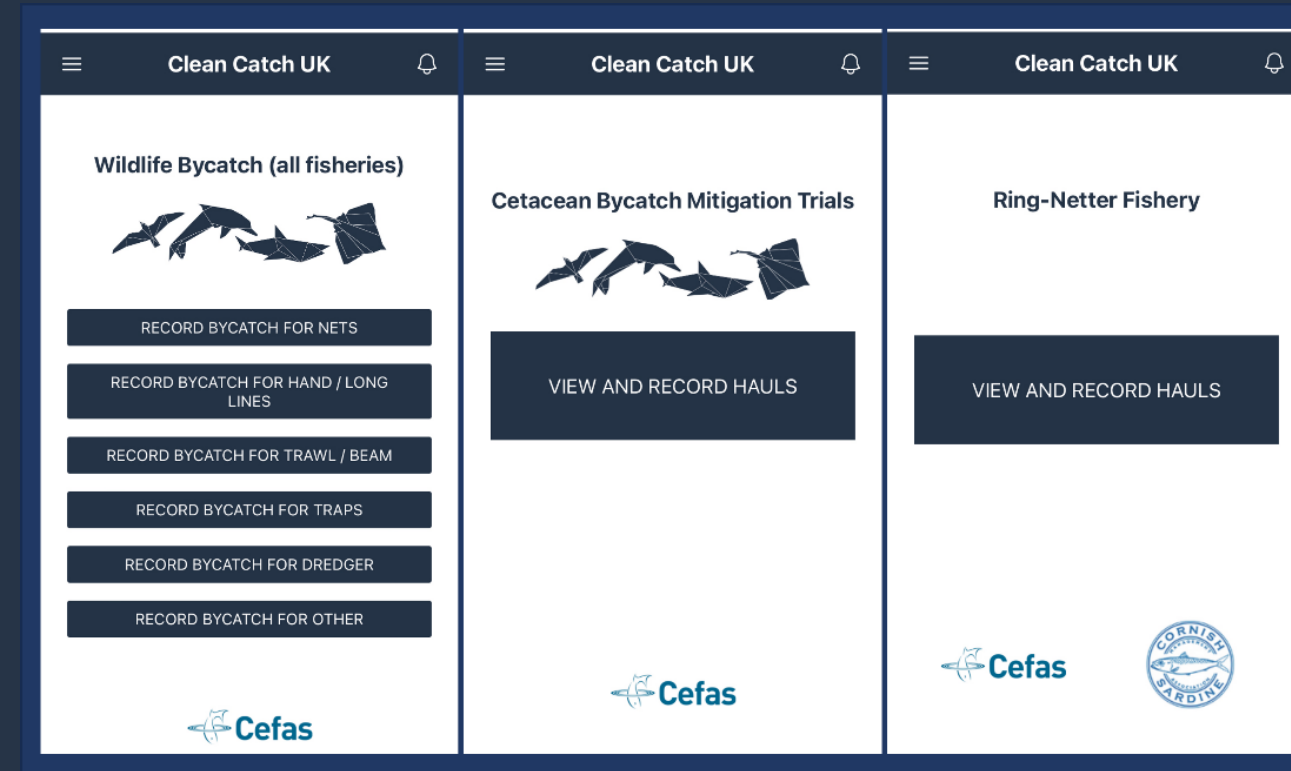 Clean Catch UK
Wildlife Bycatch (all fisheries)
RECORD BYCATCH FOR NETS
RECORD BYCATCH FOR HAND / LONG
LINES
RECORD BYCATCH FOR TRAWL / BEAM
RECORD BYCATCH FOR TRAPS
RECORD BYCATCH FOR DREDGER
RECORD BYCATCH FOR OTHER
Cefas
Clean Catch UK
Cetacean Bycatch Mitigation Trials
VIEW AND RECORD HAULS
Cefas
Clean Catch UK
Ring-Netter Fishery
VIEW AND RECORD HAULS
Cefas
CORNISH
MANAGEMENT
ASSOCIATION
SARDINE